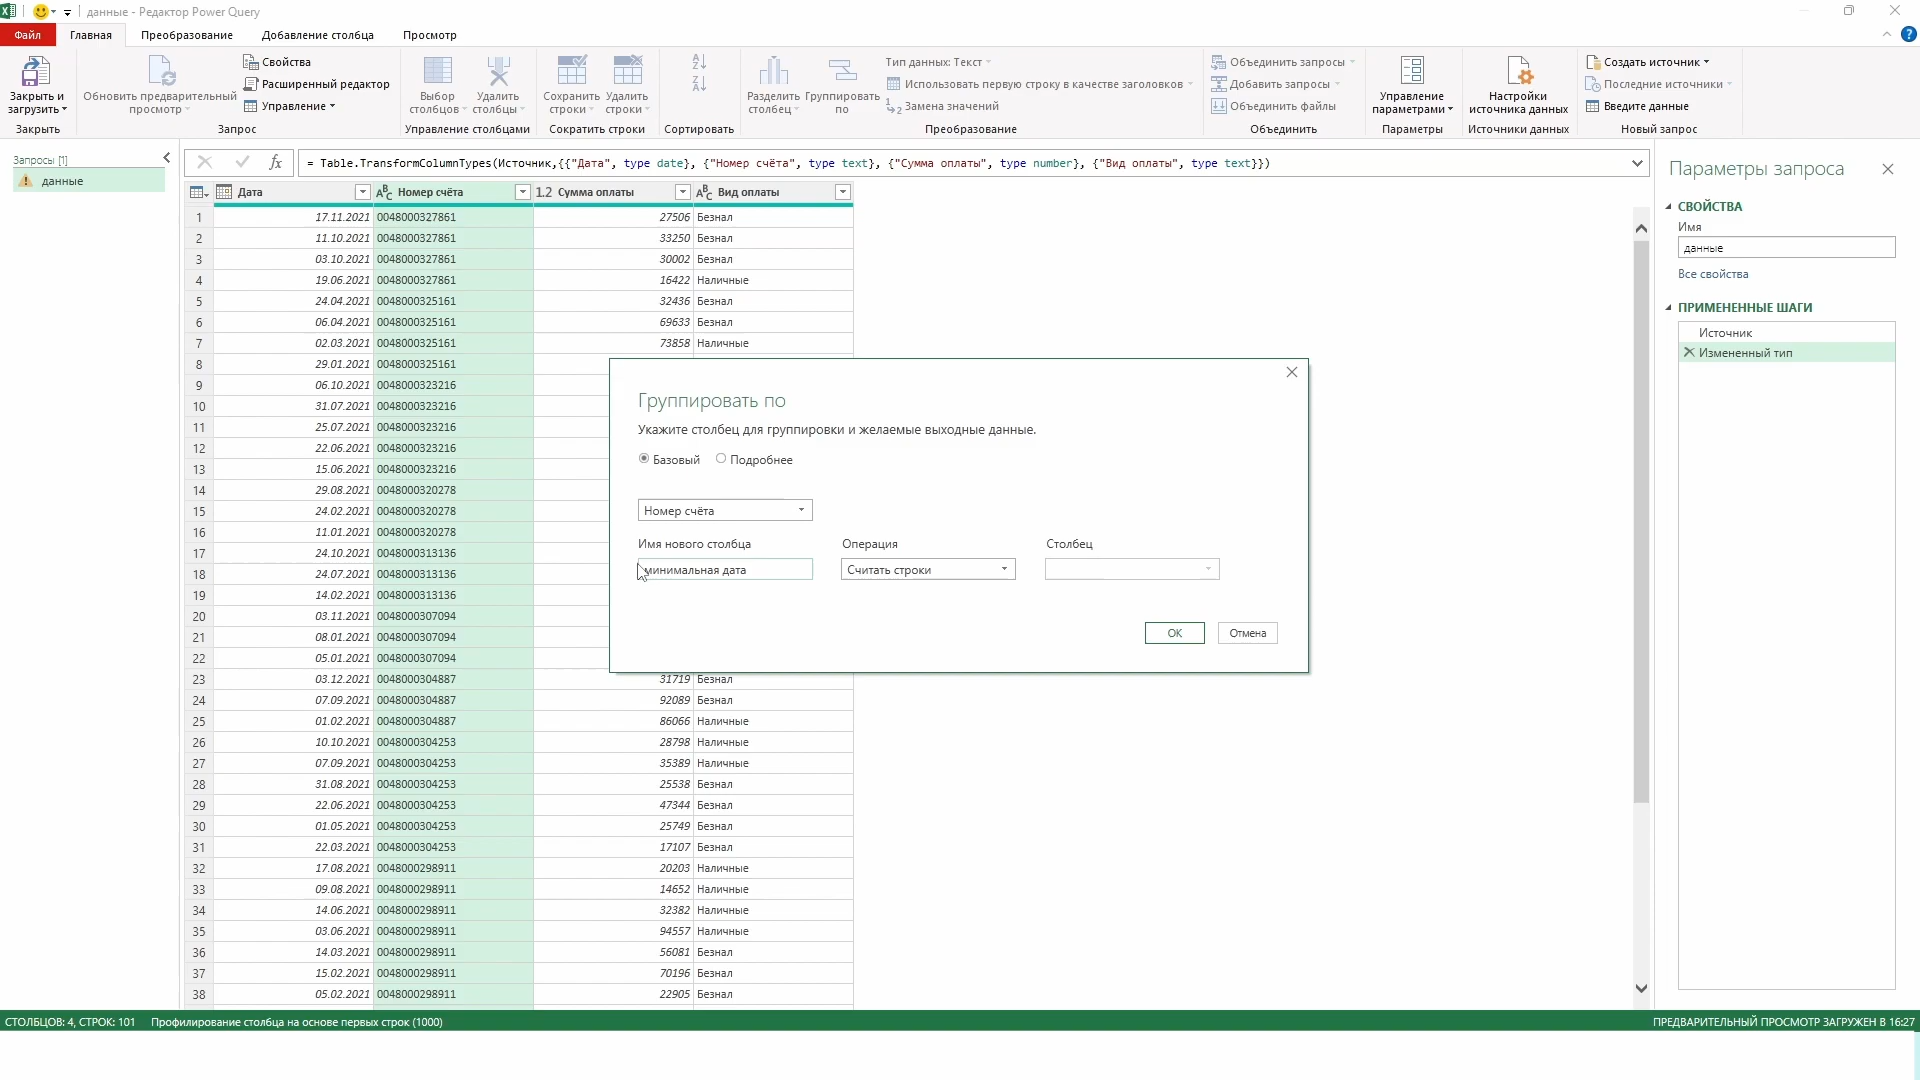 данные - Редактор Power Query
Файл Главная Преобразование Добавление столбца Просмотр
Закрыть и загрузить
Закрыть
Обновить предварительный просмотр
Свойства
Расширенный редактор
Управление
Запрос
Выбор столбцов
Удалить столбцы
Управление столбцами
Сохранить строки
Удалить строки
Сократить строки
Сортировать
Разделить столбец
Группировать по
Тип данных: Текст
Использовать первую строку в качестве заголовков
Замена значений
Преобразование
Объединить запросы
Добавить запросы
Объединить файлы
Объединить
Управление параметрами
Параметры
Настройки источника данных
Источники данных
Создать источник
Последние источники
Введите данные
Новый запрос
Запросы [1]
данные
= Table.TransformColumnTypes(Источник,{{"Дата", type date}, {"Номер счёта", type text}, {"Сумма оплаты", type number}, {"Вид оплаты", type text}})
Дата Номер счёта 1.2 Сумма оплаты Вид оплаты
1 17.11.2021 0048000327861 27506 Безнал
2 11.10.2021 0048000327861 33250 Безнал
3 03.10.2021 0048000327861 30002 Безнал
4 19.06.2021 0048000327861 16422 Наличные
5 24.04.2021 0048000325161 32436 Безнал
6 06.04.2021 0048000325161 69633 Безнал
7 02.03.2021 0048000325161 73858 Наличные
8 29.01.2021 0048000325161
9 06.10.2021 0048000323216
10 31.07.2021 0048000323216
11 25.07.2021 0048000323216
12 22.06.2021 0048000323216
13 15.06.2021 0048000323216
14 29.08.2021 0048000320278
15 24.02.2021 0048000320278
16 11.01.2021 0048000320278
17 24.10.2021 0048000313136
18 24.07.2021 0048000313136
19 14.02.2021 0048000313136
20 03.11.2021 0048000307094
21 08.01.2021 0048000307094
22 05.01.2021 0048000307094
23 03.12.2021 0048000304887 31719 Безнал
24 07.09.2021 0048000304887 92089 Безнал
25 01.02.2021 0048000304887 86066 Наличные
26 10.10.2021 0048000304253 28798 Наличные
27 07.09.2021 0048000304253 35389 Наличные
28 31.08.2021 0048000304253 25538 Безнал
29 22.06.2021 0048000304253 47344 Безнал
30 01.05.2021 0048000304253 25749 Безнал
31 22.03.2021 0048000304253 17107 Безнал
32 17.08.2021 0048000298911 20203 Наличные
33 09.08.2021 0048000298911 14652 Наличные
34 14.06.2021 0048000298911 32382 Наличные
35 03.06.2021 0048000298911 94557 Наличные
36 14.03.2021 0048000298911 56081 Безнал
37 15.02.2021 0048000298911 70196 Безнал
38 05.02.2021 0048000298911 22905 Безнал
Группировать по
Укажите столбец для группировки и желаемые выходные данные.
Базовый Подробнее
Номер счёта
Имя нового столбца Операция Столбец
минимальная дата Считать строки
ОК Отмена
Параметры запроса
СВОЙСТВА
Имя
данные
Все свойства
ПРИМЕНЕННЫЕ ШАГИ
Источник
Измененный тип
СТОЛБЦОВ: 4, СТРОК: 101 Профилирование столбца на основе первых строк (1000) ПРЕДВАРИТЕЛЬНЫЙ ПРОСМОТР ЗАГРУЖЕН В 16:27